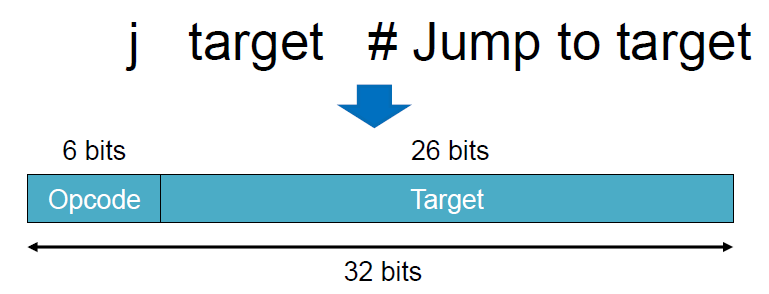 j target # Jump to target
6 bits 26 bits
Opcode Target
32 bits